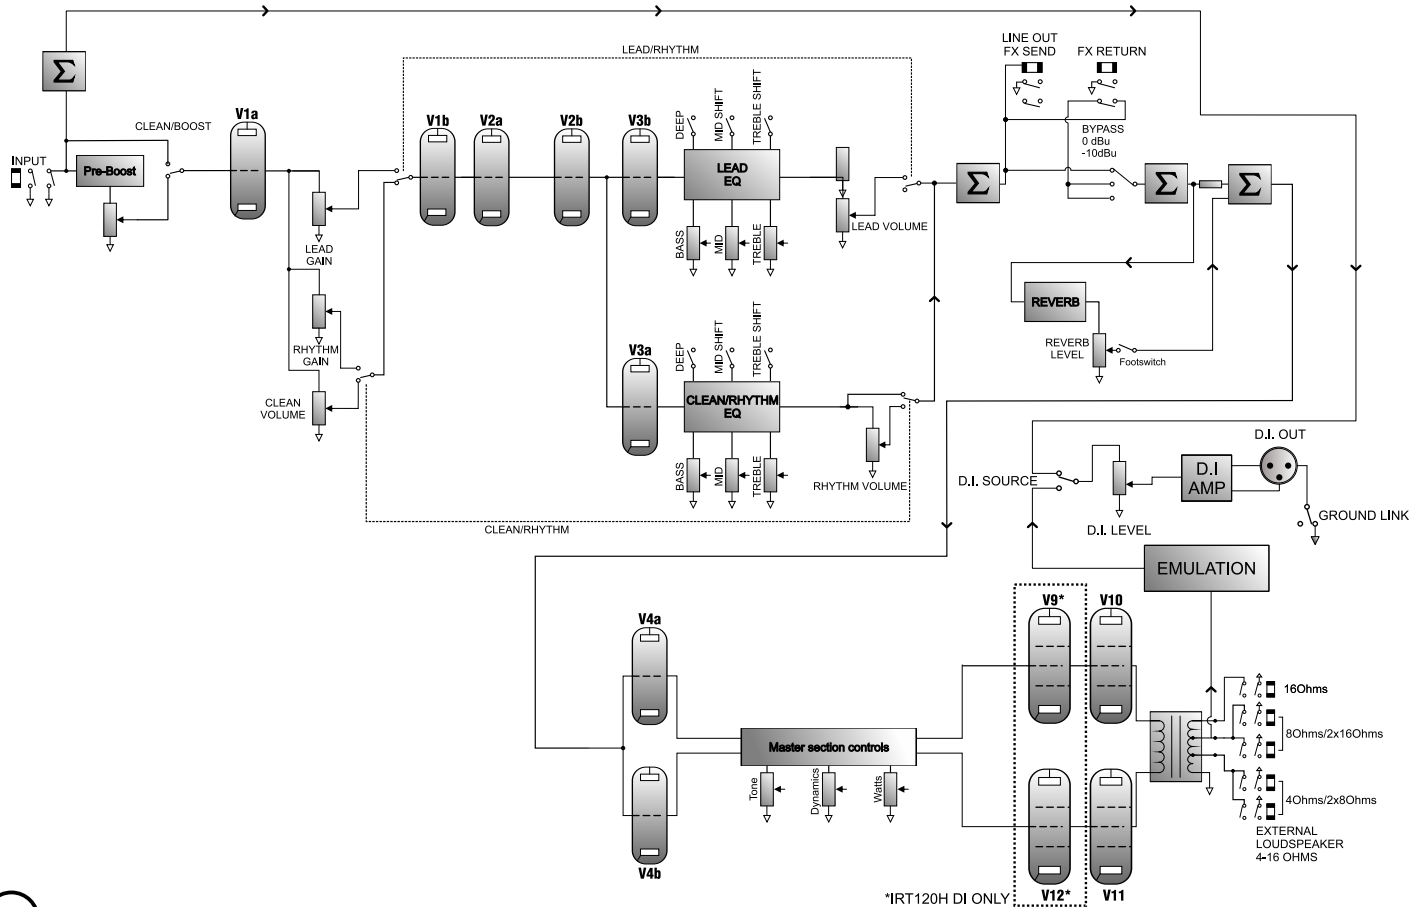 LEAD/RHYTHM
LINE OUT
FX SEND
FX RETURN
Σ
CLEAN/BOOST
V1a
V1b
V2a
V2b
V3b
DEEP
MID SHIFT
TREBLE SHIFT
BYPASS
0 dBu
-10dBu
INPUT
Pre-Boost
LEAD
EQ
Σ
Σ
Σ
LEAD
GAIN
BASS
MID
TREBLE
LEAD VOLUME
RHYTHM
GAIN
REVERB
REVERB
LEVEL
Footswitch
V3a
DEEP
MID SHIFT
TREBLE SHIFT
CLEAN
VOLUME
CLEAN/RHYTHM
EQ
BASS
MID
TREBLE
RHYTHM VOLUME
D.I. OUT
D.I. SOURCE
D.I
AMP
D.I. LEVEL
GROUND LINK
CLEAN/RHYTHM
EMULATION
V4a
V9*
V10
16Ohms
8Ohms/2x16Ohms
Master section controls
Tone
Dynamics
Watts
4Ohms/2x8Ohms
EXTERNAL
LOUDSPEAKER
4-16 OHMS
V4b
*IRT120H DI ONLY
V12*
V11